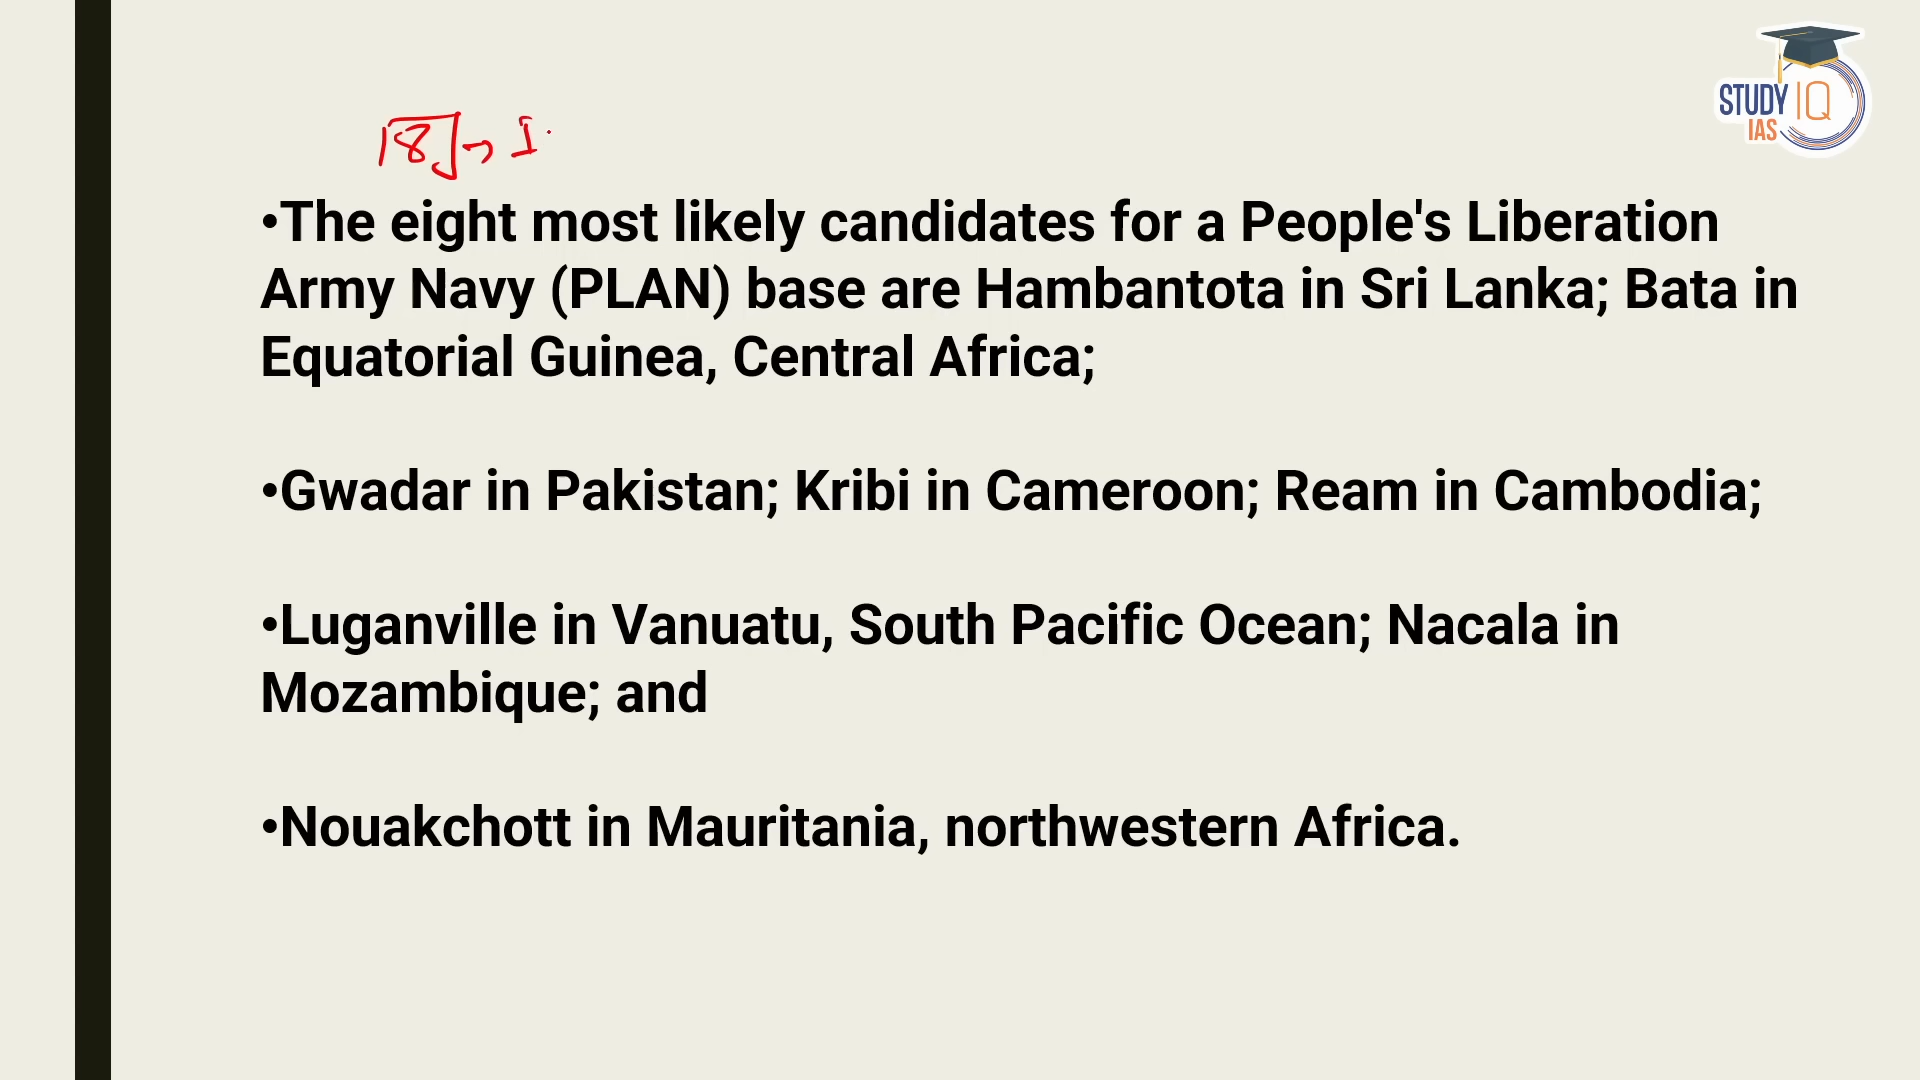 STUDY IQ
IAS
18] → I
•The eight most likely candidates for a People's Liberation
Army Navy (PLAN) base are Hambantota in Sri Lanka; Bata in
Equatorial Guinea, Central Africa;
•Gwadar in Pakistan; Kribi in Cameroon; Ream in Cambodia;
•Luganville in Vanuatu, South Pacific Ocean; Nacala in
Mozambique; and
•Nouakchott in Mauritania, northwestern Africa.